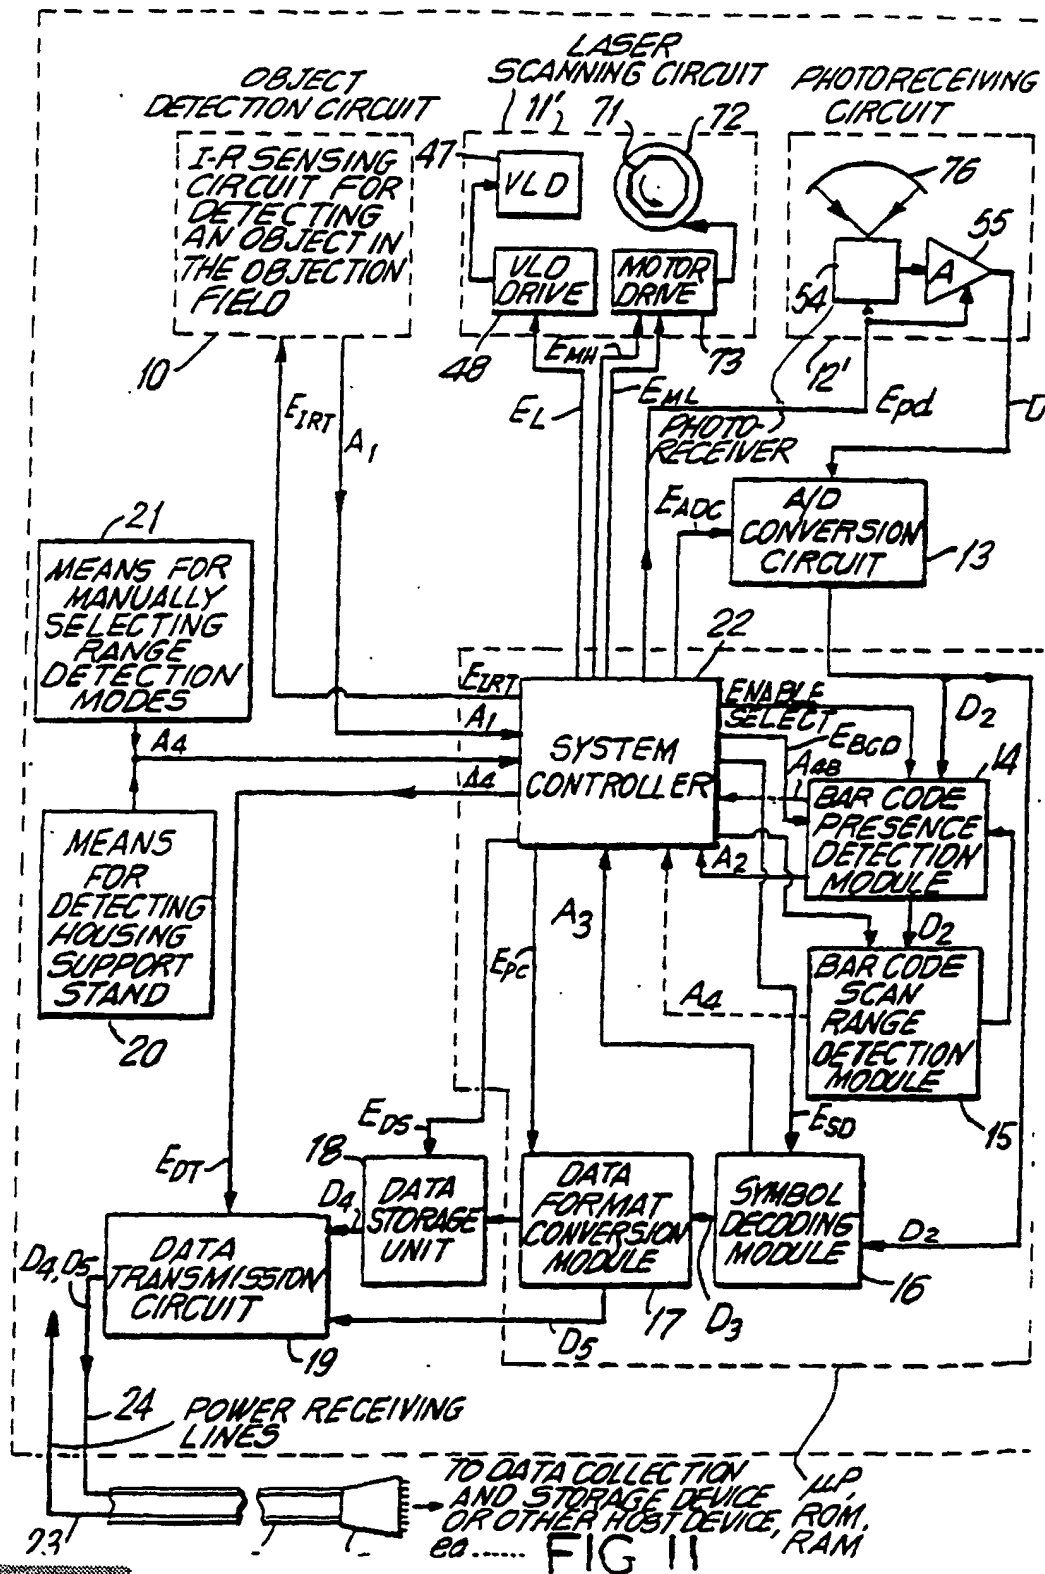 LASER
SCANNING CIRCUIT
OBJECT
DETECTION CIRCUIT
PHOTORECEIVING
CIRCUIT
11'
71
72
47
76
55
I-R SENSING
CIRCUIT FOR
DETECTING
AN OBJECT IN
THE OBJECTION
FIELD
VLD
VLD
DRIVE
MOTOR
DRIVE
54
A
10
48
EMH
73
12'
EIRT
A1
EL
EML
Epd
D
PHOTO-
RECEIVER
21
EADC
A/D
CONVERSION
CIRCUIT
13
MEANS FOR
MANUALLY
SELECTING
RANGE
DETECTION
MODES
22
EIRT
A1
ENABLE
SELECT
D2
D2
A4
A4
SYSTEM
CONTROLLER
EBCD
A4B
14
BAR CODE
PRESENCE
DETECTION
MODULE
MEANS
FOR
DETECTING
HOUSING
SUPPORT
STAND
20
A2
A3
EPC
D2
A4
BAR CODE
SCAN
RANGE
DETECTION
MODULE
15
EDS
ESD
EDT
18
D4
DATA
STORAGE
UNIT
DATA
FORMAT
CONVERSION
MODULE
SYMBOL
DECODING
MODULE
D2
D4, D5
DATA
TRANSMISSION
CIRCUIT
16
17
D3
D5
19
24
POWER RECEIVING
LINES
23
TO DATA COLLECTION
AND STORAGE DEVICE
OR OTHER HOST DEVICE,
ea......
µP,
ROM,
RAM
FIG 11